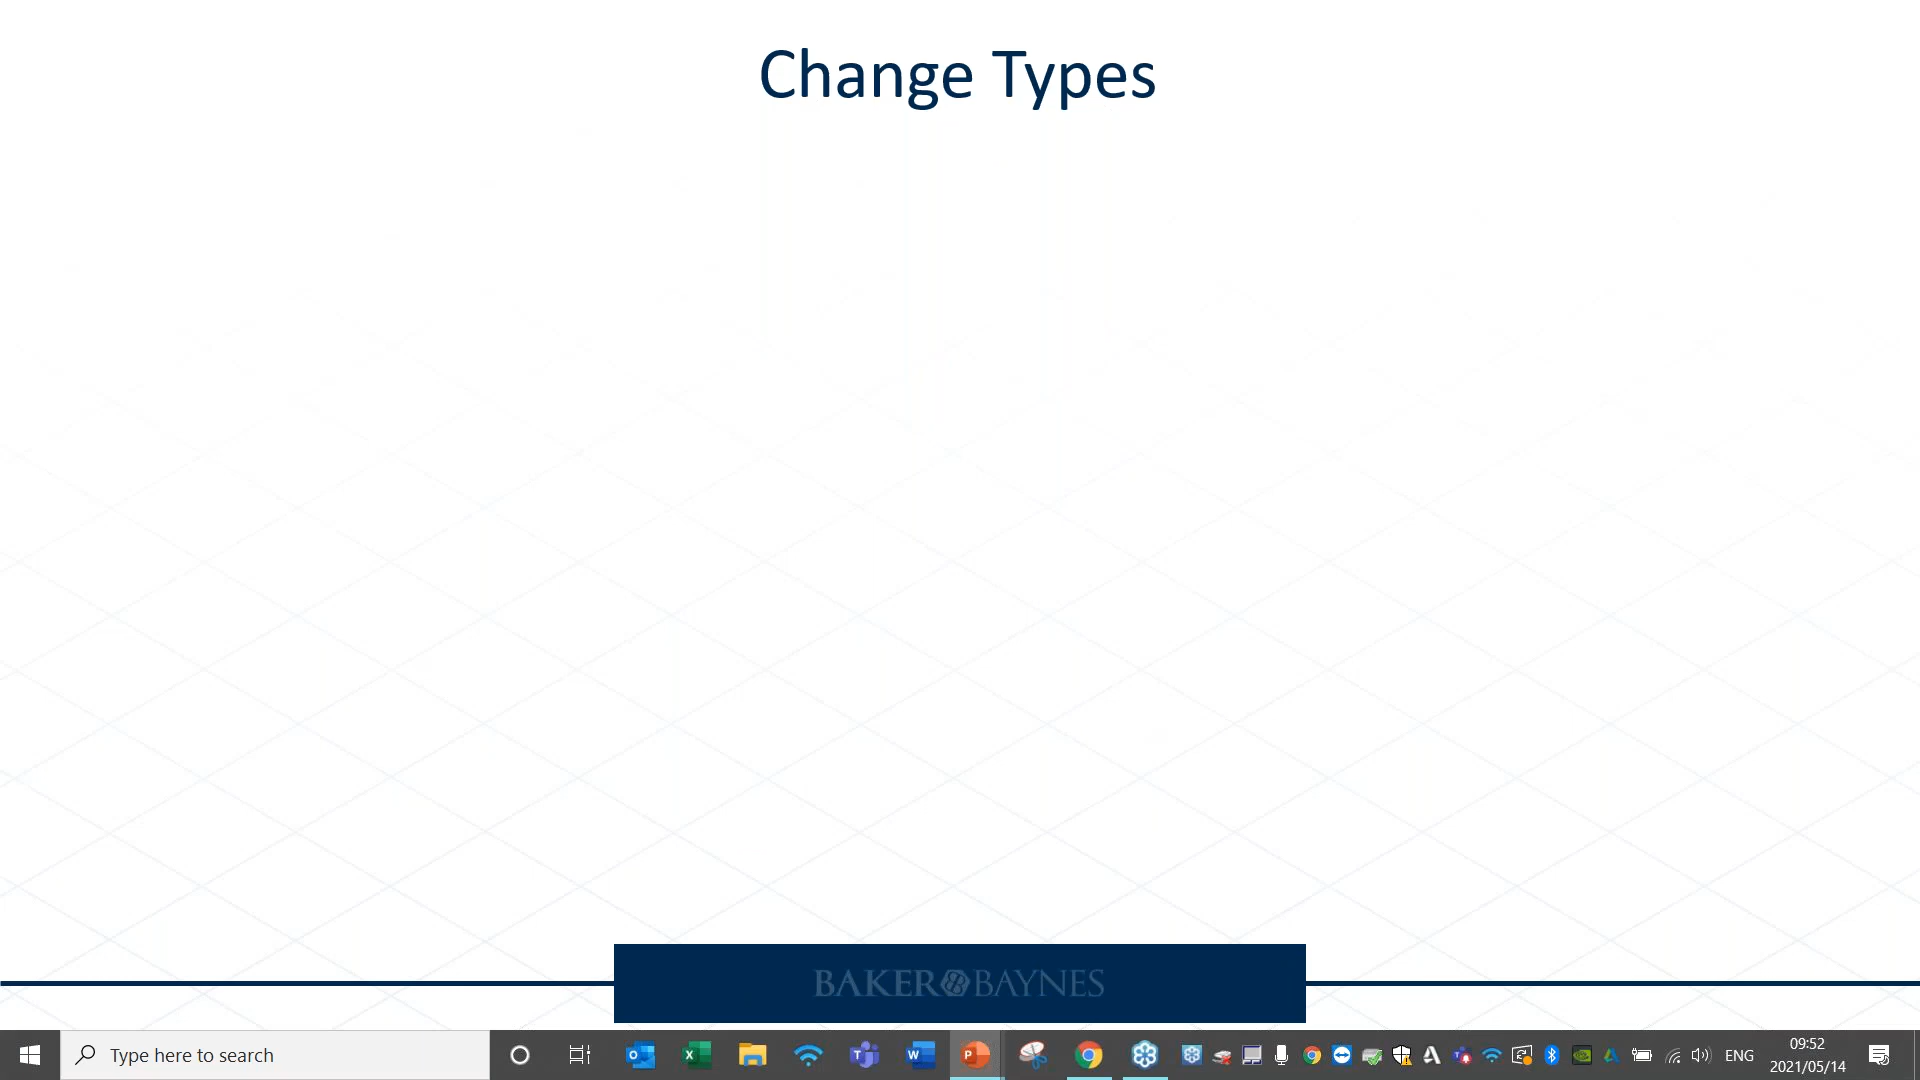 Change Types
BAKER BAYNES
Type here to search
ENG
09:52
2021/05/14